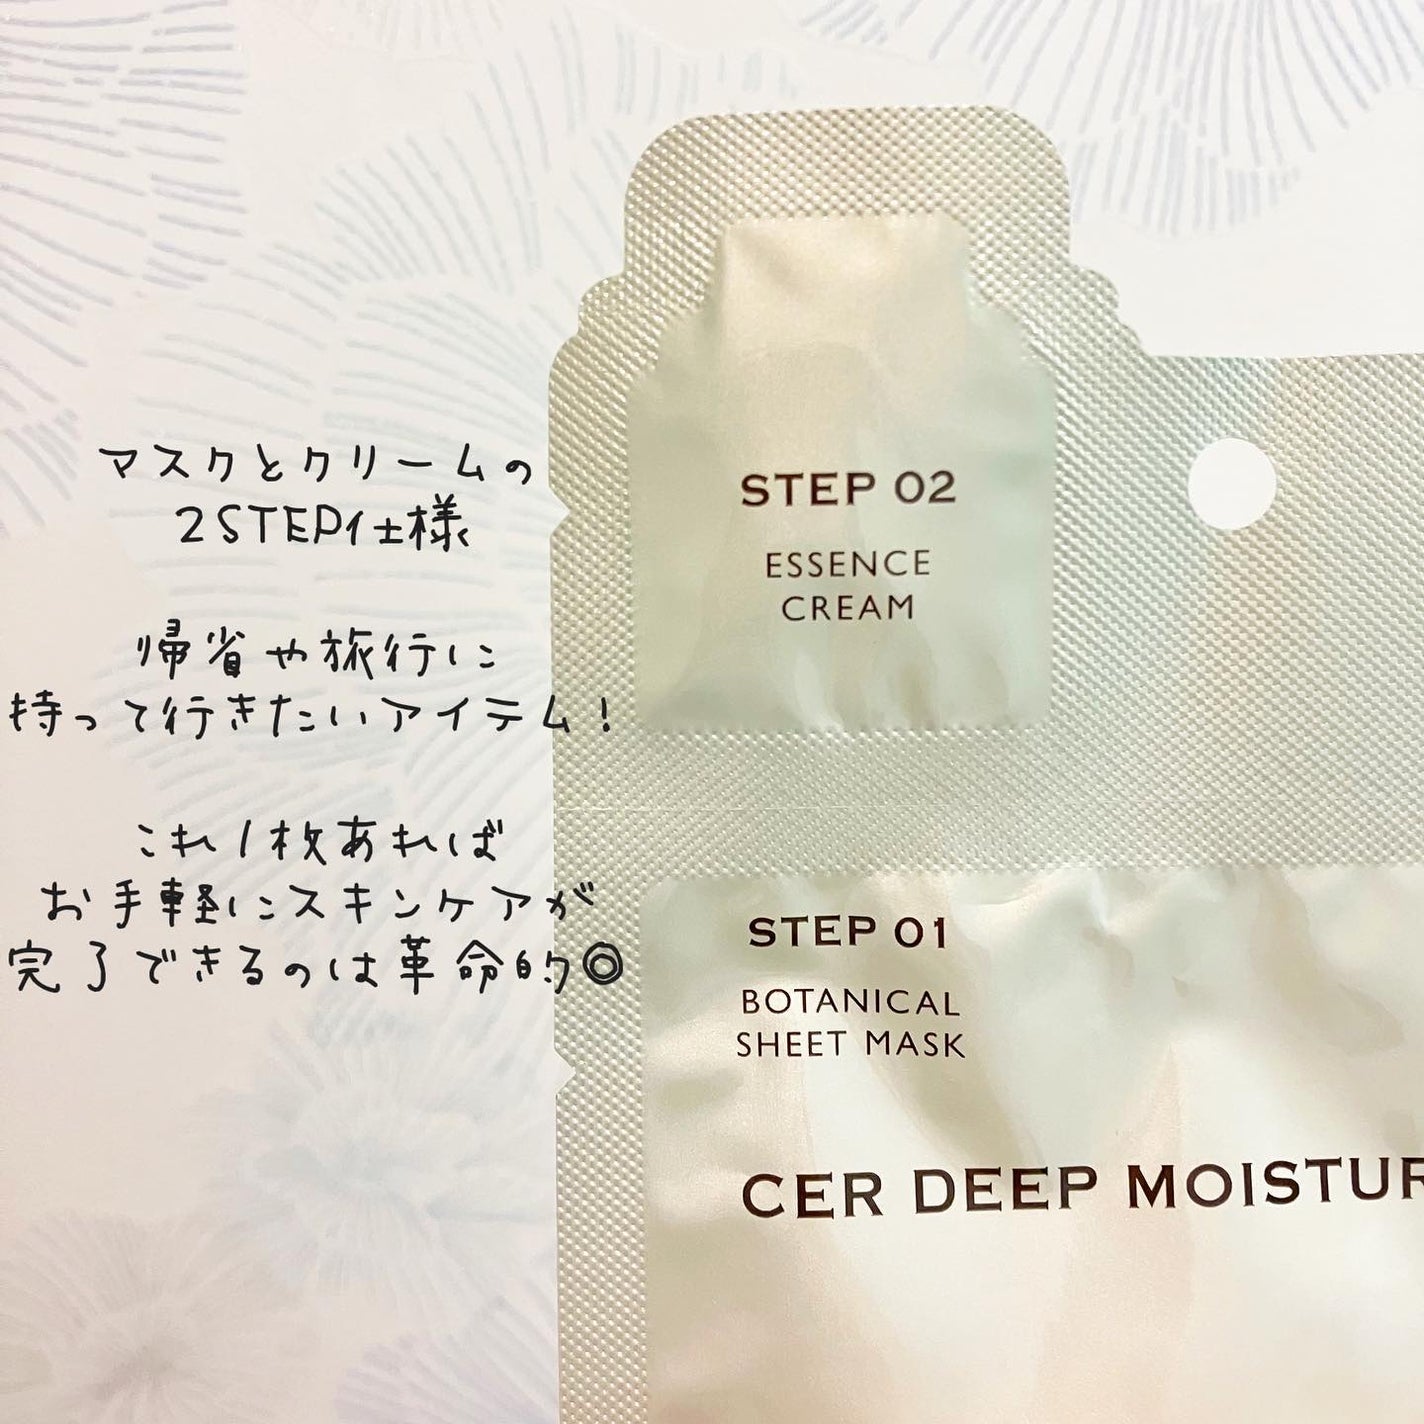 マスクとクリームの
2STEP仕様
帰省や旅行に
持って行きたいアイテム!
これ1枚あれば
お手軽にスキンケアが
完了できるのは革命的◎
STEP 02
ESSENCE
CREAM
STEP 01
BOTANICAL
SHEET MASK
CER DEEP MOISTUR